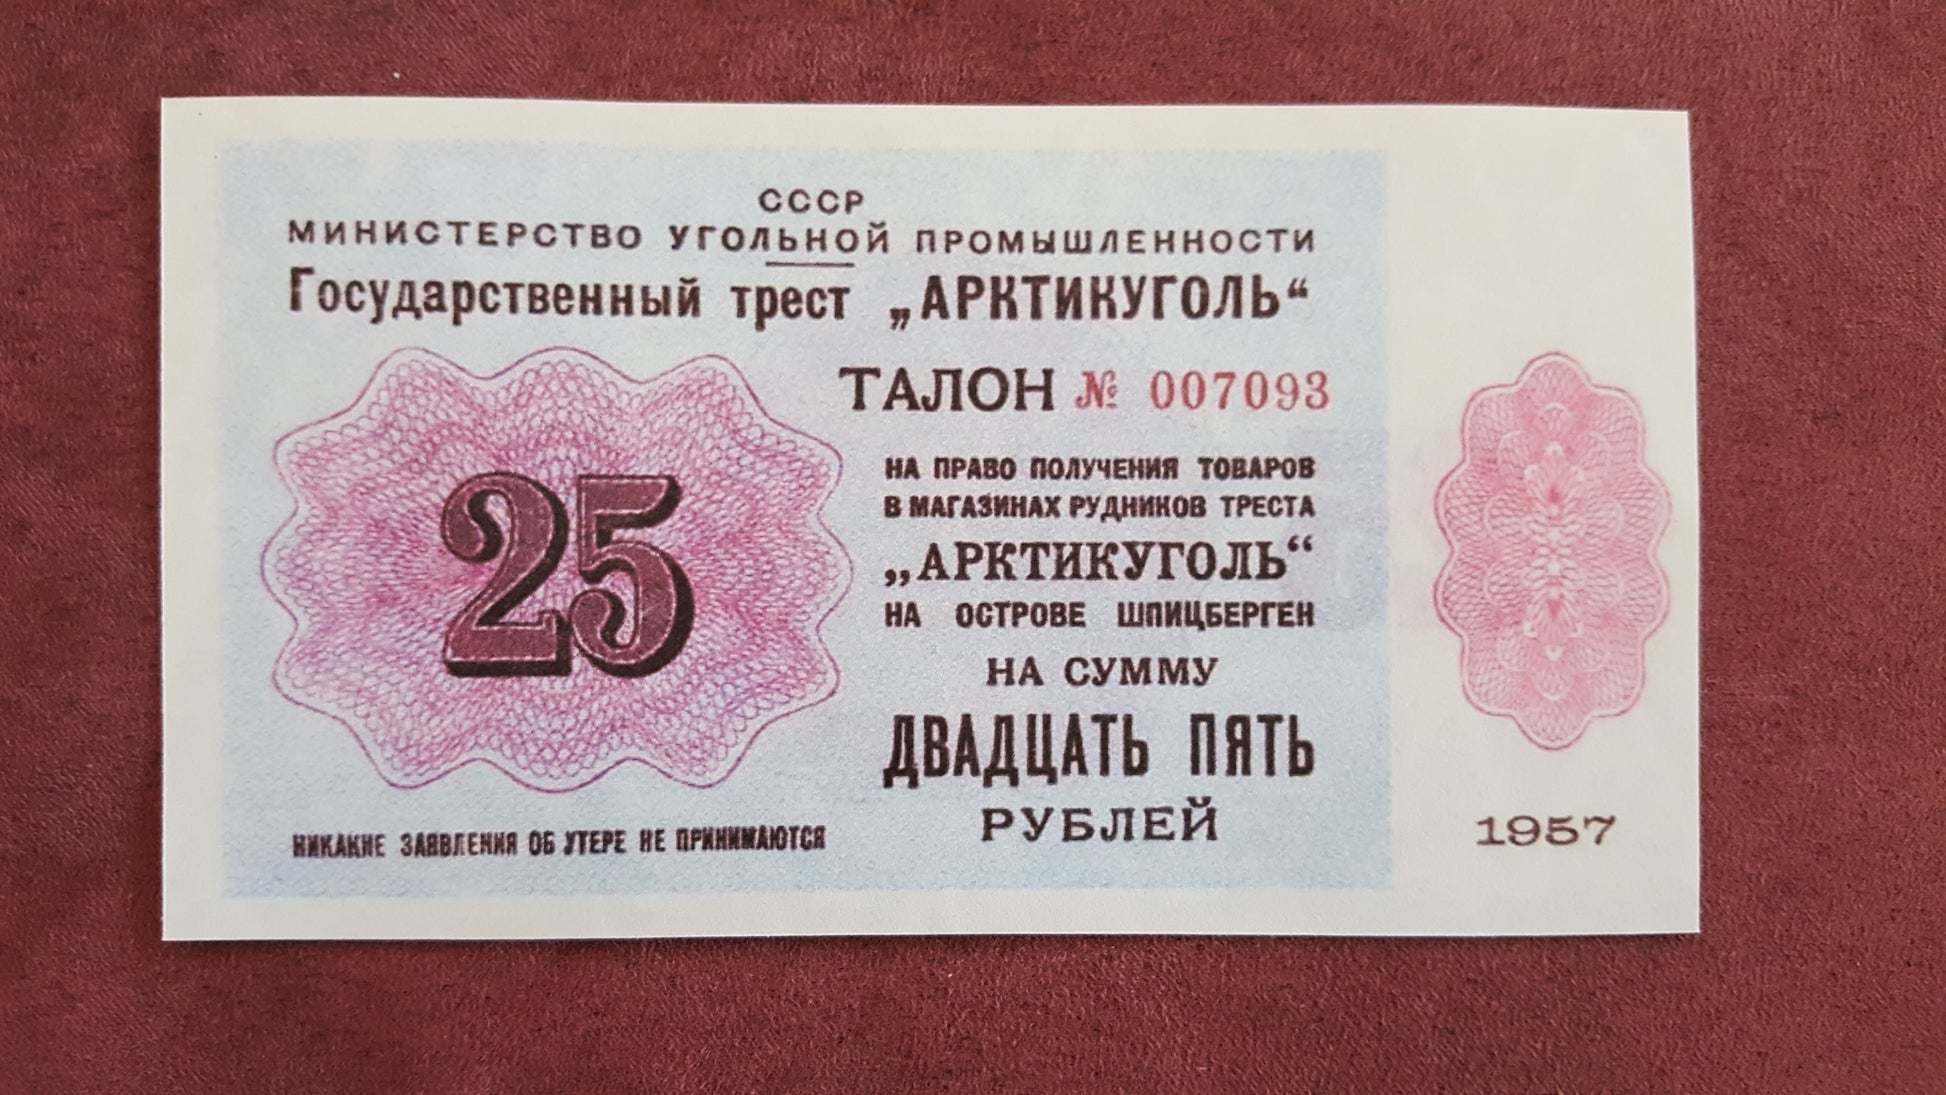 СССР
МИНИСТЕРСТВО УГОЛЬНОЙ ПРОМЫШЛЕННОСТИ
Государственный трест „АРКТИКУГОЛЬ“
ТАЛОН № 007093
НА ПРАВО ПОЛУЧЕНИЯ ТОВАРОВ
В МАГАЗИНАХ РУДНИКОВ ТРЕСТА
„АРКТИКУГОЛЬ“
НА ОСТРОВЕ ШПИЦБЕРГЕН
НА СУММУ
ДВАДЦАТЬ ПЯТЬ
РУБЛЕЙ
25
НИКАКИЕ ЗАЯВЛЕНИЯ ОБ УТЕРЕ НЕ ПРИНИМАЮТСЯ
1957